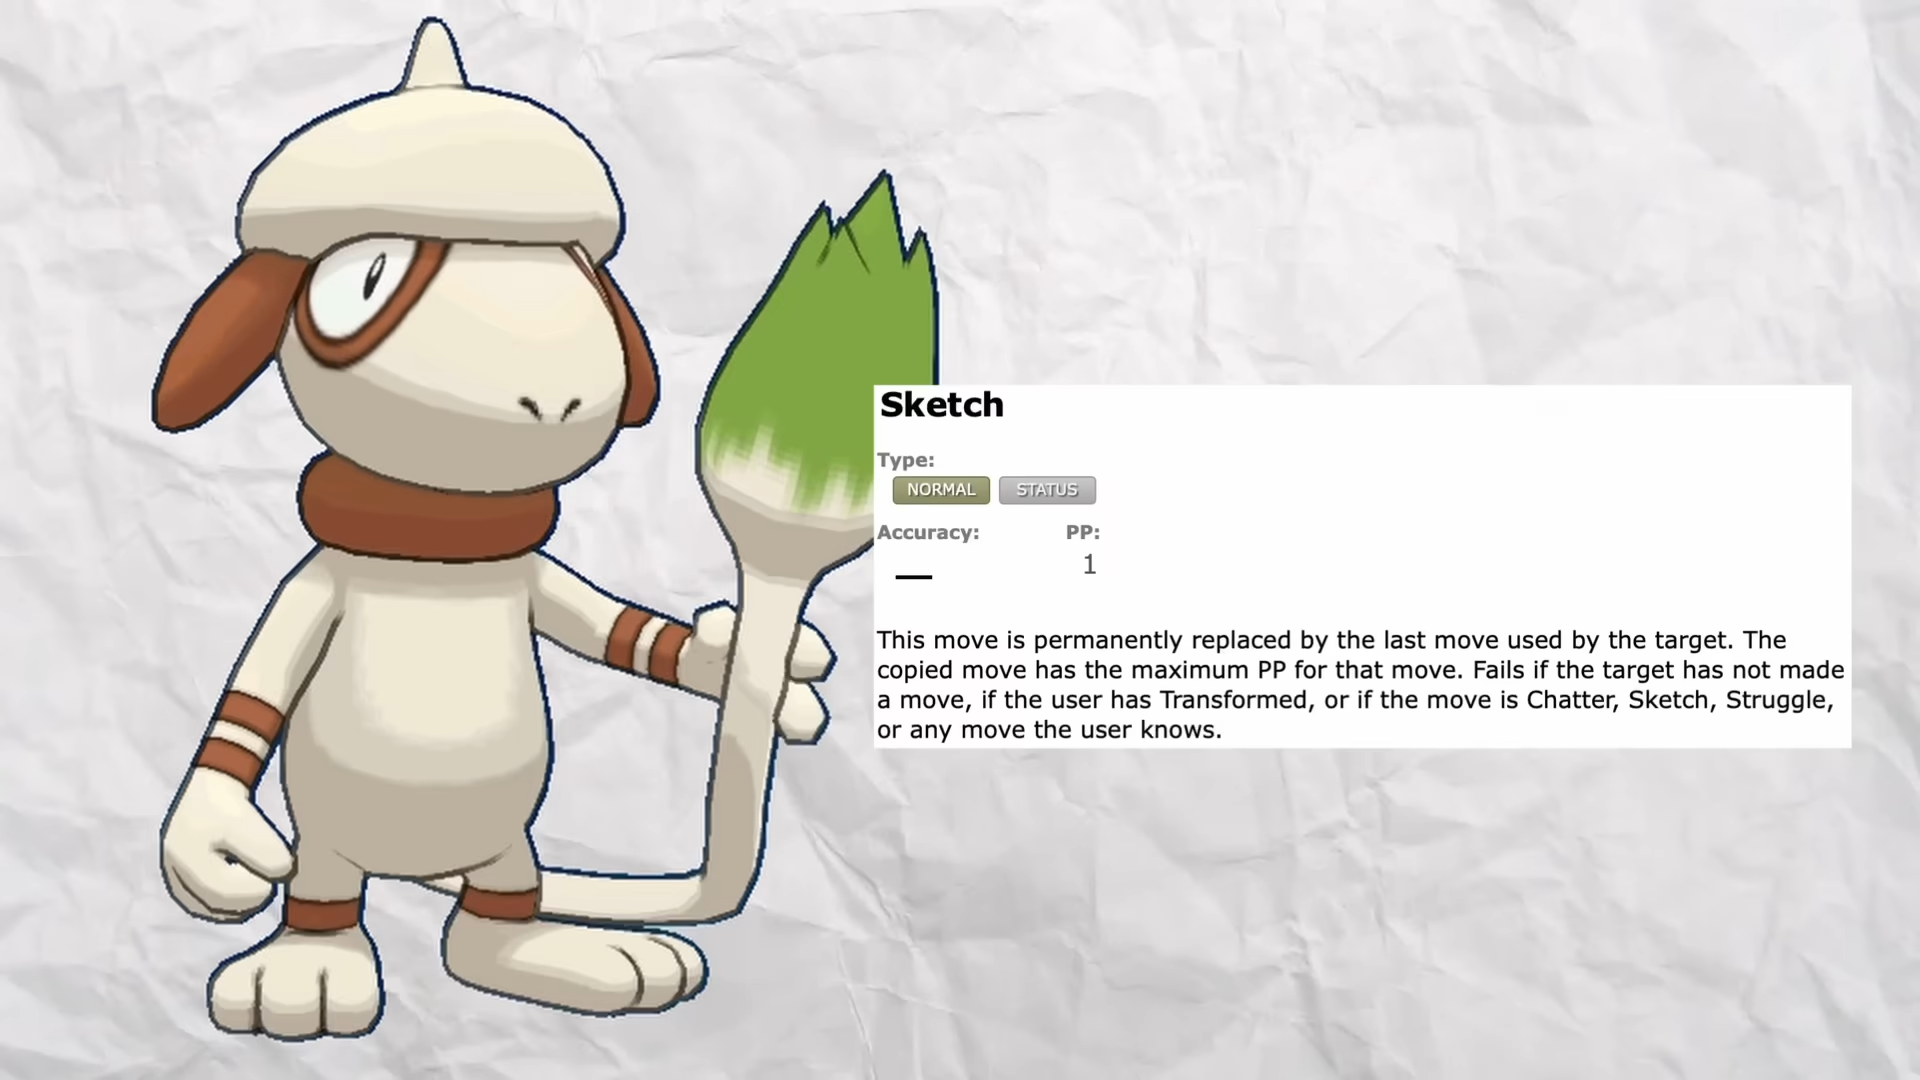 Sketch
Type:
NORMAL STATUS
Accuracy: PP:
— 1
This move is permanently replaced by the last move used by the target. The
copied move has the maximum PP for that move. Fails if the target has not made
a move, if the user has Transformed, or if the move is Chatter, Sketch, Struggle,
or any move the user knows.